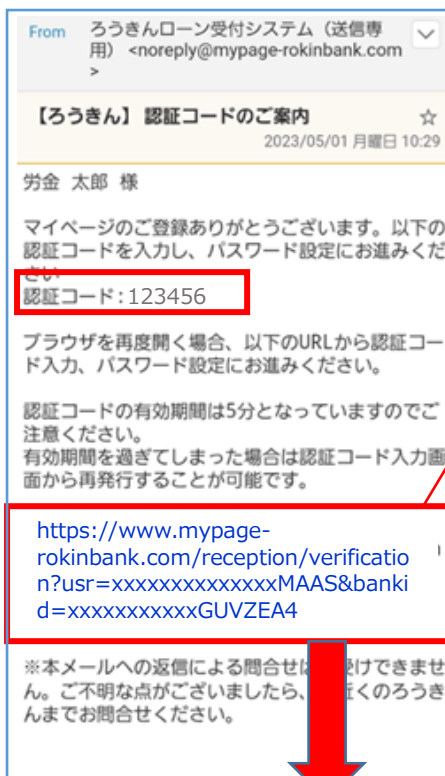 From ろうきんローン受付システム（送信専
用）<noreply@mypage-rokinbank.com
>
【ろうきん】認証コードのご案内
2023/05/01 月曜日 10:29
労金 太郎 様
マイページのご登録ありがとうございます。以下の
認証コードを入力し、パスワード設定にお進みくだ
さい
認証コード：123456
ブラウザを再度開く場合、以下のURLから認証コー
ド入力、パスワード設定にお進みください。
認証コードの有効期間は5分となっていますのでご
注意ください。
有効期間を過ぎてしまった場合は認証コード入力画
面から再発行することが可能です。
https://www.mypage-
rokinbank.com/reception/verificatio
n?usr=xxxxxxxxxxxxxxMAAS&banki
d=xxxxxxxxxxxGUVZEA4
※本メールへの返信による問合せは 受けできませ
ん。ご不明な点がございましたら、 近くのろうき
んまでお問合せください。